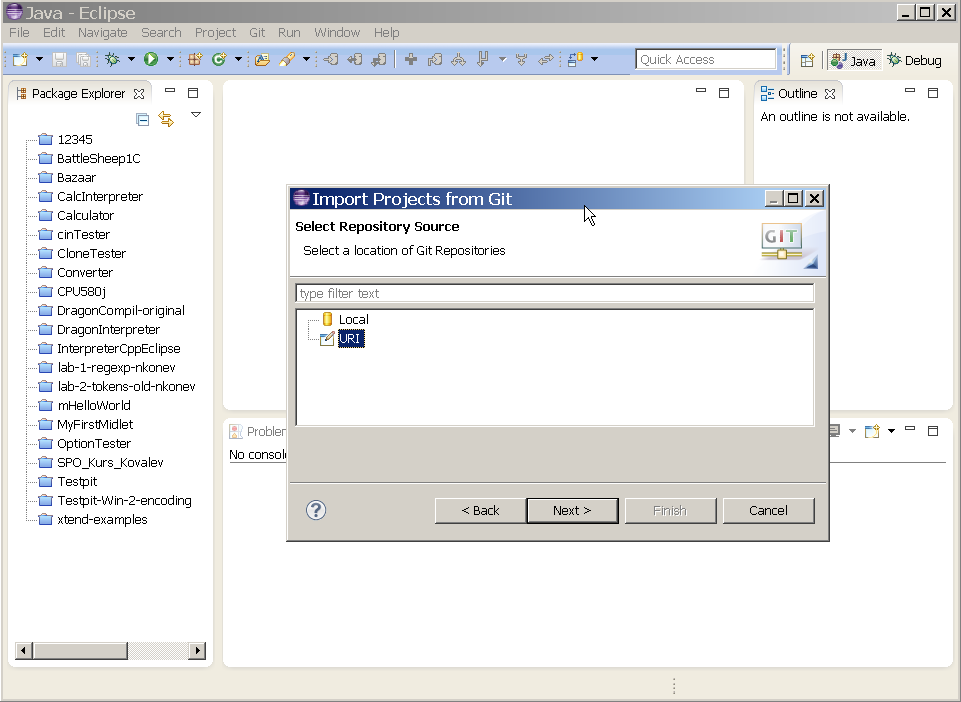 Java - Eclipse
File Edit Navigate Search Project Git Run Window Help
Quick Access
Java
Debug
Package Explorer
12345
BattleSheep1C
Bazaar
CalcInterpreter
Calculator
cinTester
CloneTester
Converter
CPU580j
DragonCompil-original
DragonInterpreter
InterpreterCppEclipse
lab-1-regexp-nkonev
lab-2-tokens-old-nkonev
mHelloWorld
MyFirstMidlet
OptionTester
SPO_Kurs_Kovalev
Testpit
Testpit-Win-2-encoding
xtend-examples
Outline
An outline is not available.
Import Projects from Git
Select Repository Source
Select a location of Git Repositories
GIT
type filter text
Local
URI
?
< Back
Next >
Finish
Cancel
Probler
No consol